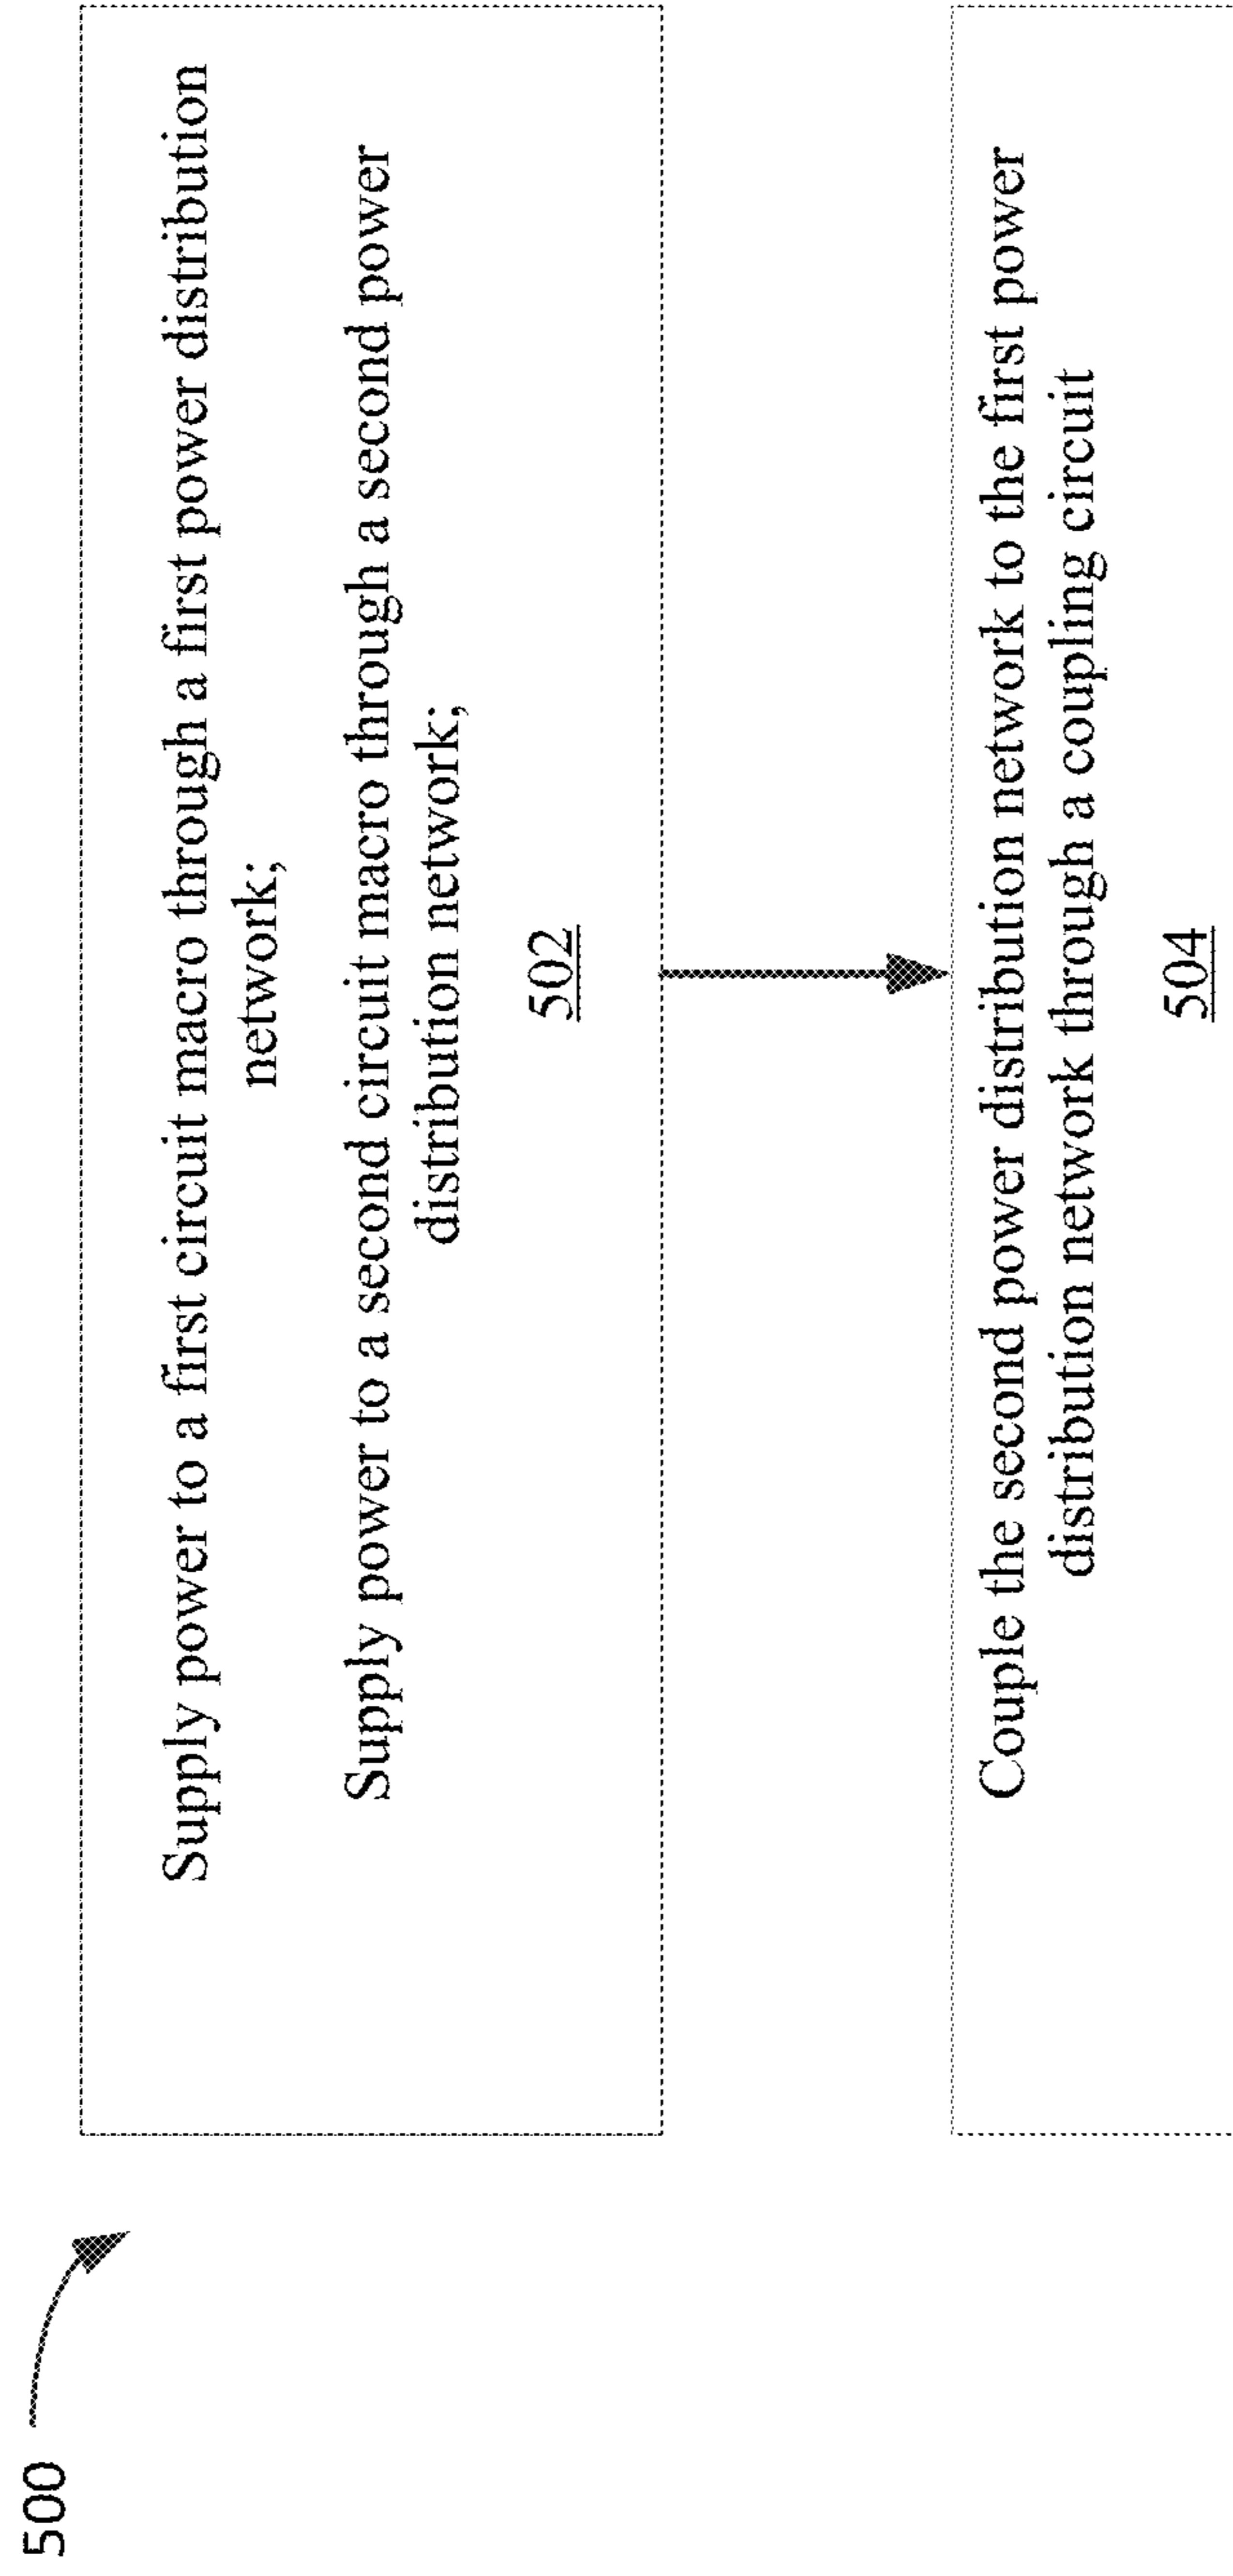 500
Supply power to a first circuit macro through a first power distribution
network;
Supply power to a second circuit macro through a second power
distribution network;
502
Couple the second power distribution network to the first power
distribution network through a coupling circuit
504